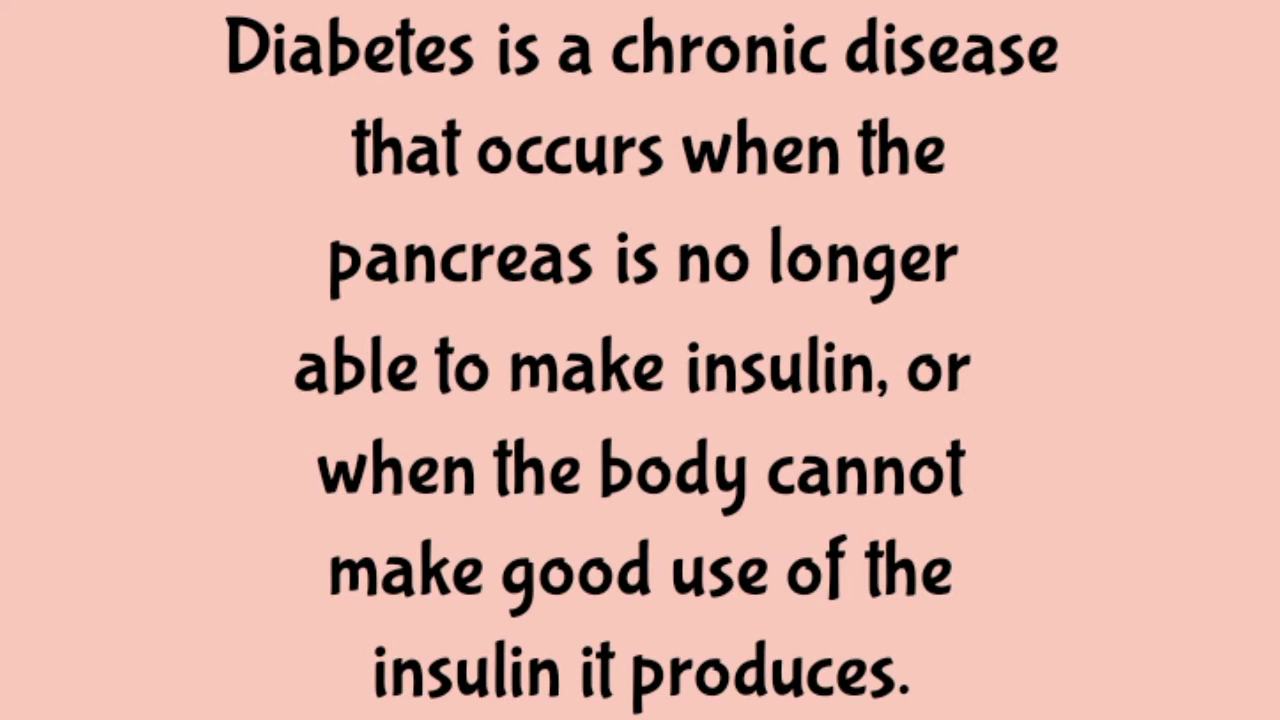 Diabetes is a chronic disease
that occurs when the
pancreas is no longer
able to make insulin, or
when the body cannot
make good use of the
insulin it produces.